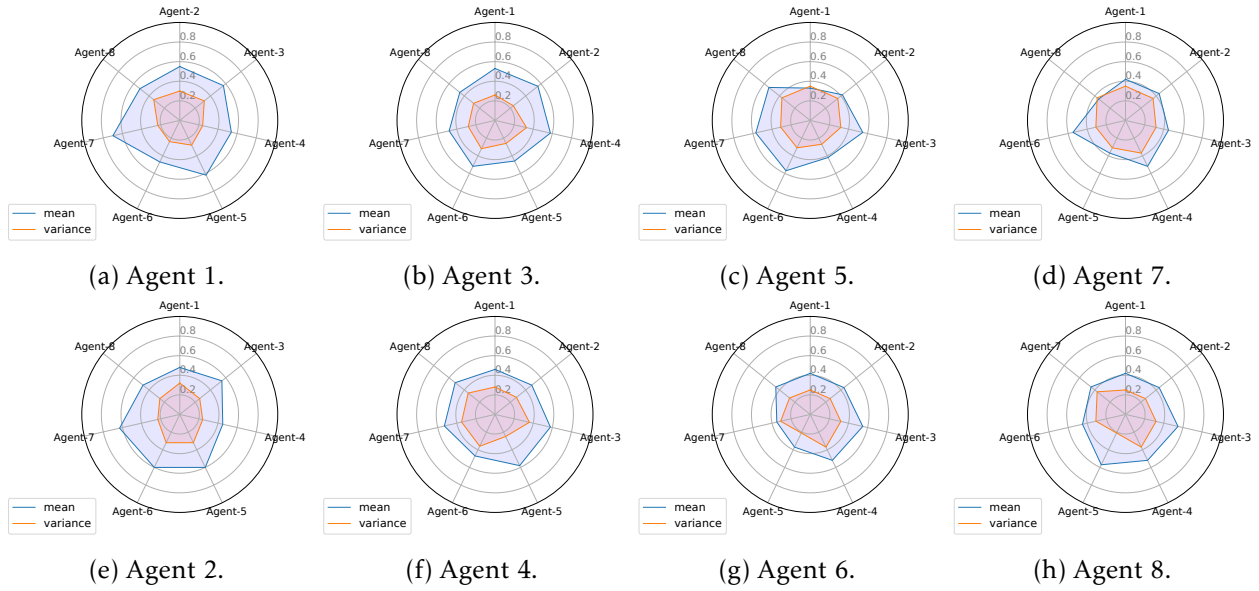 Agent-2
Agent-3
Agent-4
Agent-5
Agent-6
Agent-7
Agent-8
0.2
0.4
0.6
0.8
mean
variance
(a) Agent 1.
Agent-1
Agent-2
Agent-4
Agent-5
Agent-6
Agent-7
Agent-8
0.2
0.4
0.6
0.8
mean
variance
(b) Agent 3.
Agent-1
Agent-2
Agent-3
Agent-4
Agent-6
Agent-7
Agent-8
0.2
0.4
0.6
0.8
mean
variance
(c) Agent 5.
Agent-1
Agent-2
Agent-3
Agent-4
Agent-5
Agent-6
Agent-8
0.2
0.4
0.6
0.8
mean
variance
(d) Agent 7.
Agent-1
Agent-3
Agent-4
Agent-5
Agent-6
Agent-7
Agent-8
0.2
0.4
0.6
0.8
mean
variance
(e) Agent 2.
Agent-1
Agent-2
Agent-3
Agent-5
Agent-6
Agent-7
Agent-8
0.2
0.4
0.6
0.8
mean
variance
(f) Agent 4.
Agent-1
Agent-2
Agent-3
Agent-4
Agent-5
Agent-7
Agent-8
0.2
0.4
0.6
0.8
mean
variance
(g) Agent 6.
Agent-1
Agent-2
Agent-3
Agent-4
Agent-5
Agent-6
Agent-7
0.2
0.4
0.6
0.8
mean
variance
(h) Agent 8.